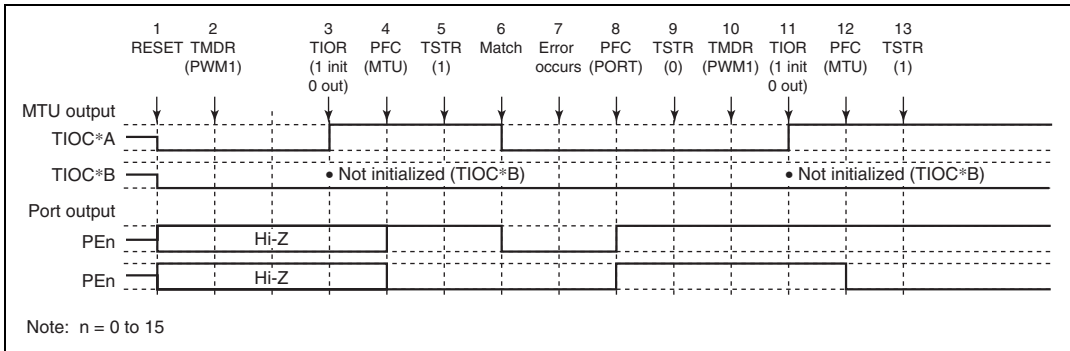 1 2 3 4 5 6 7 8 9 10 11 12 13
RESET TMDR TIOR PFC TSTR Match Error PFC TSTR TMDR TIOR PFC TSTR
(PWM1) (1 init (MTU) (1) occurs (PORT) (0) (PWM1) (1 init (MTU) (1)
0 out) 0 out)
MTU output
TIOC*A
TIOC*B • Not initialized (TIOC*B) • Not initialized (TIOC*B)
Port output
PEn Hi-Z
PEn Hi-Z
Note: n = 0 to 15